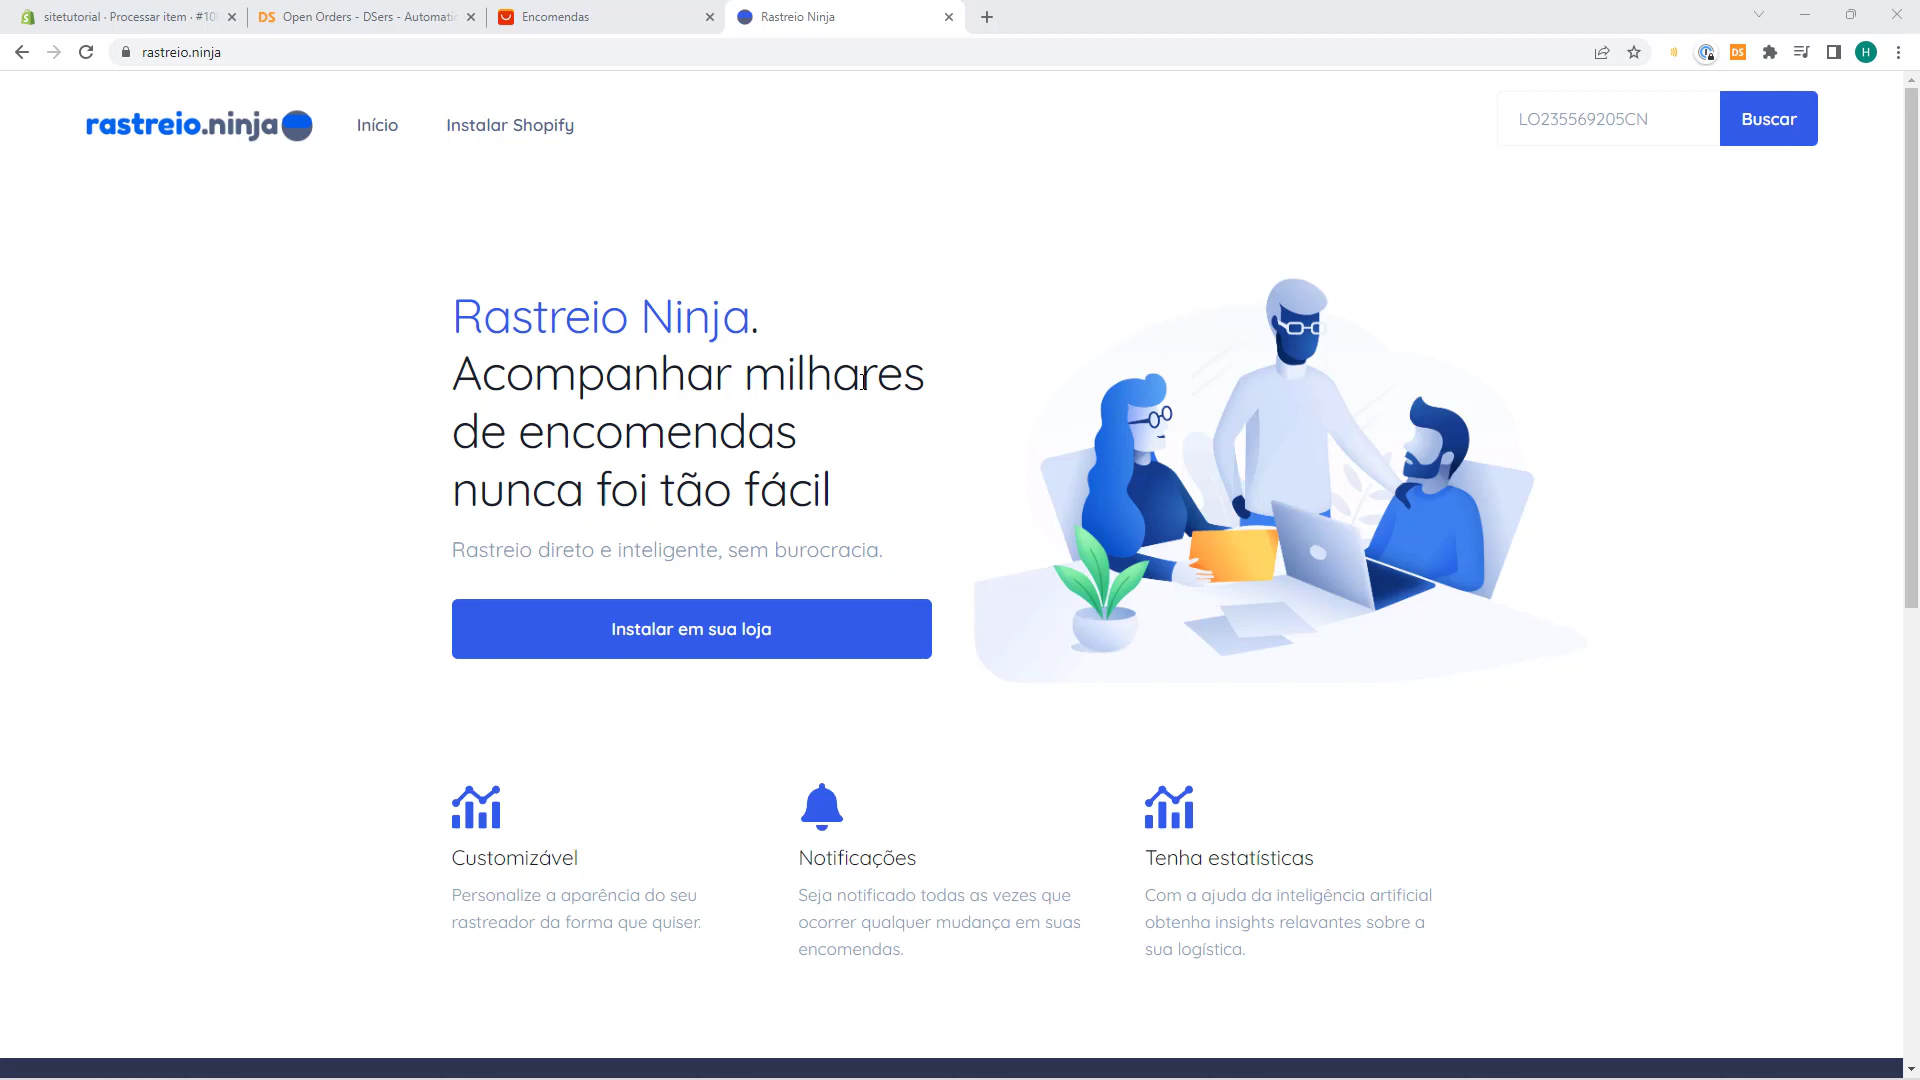 sitetutorial · Processar item · #10
DS Open Orders - DSers - Automatic
Encomendas
Rastreio Ninja
rastreio.ninja
DS
H
rastreio.ninja
Início
Instalar Shopify
LO235569205CN
Buscar
Rastreio Ninja.
Acompanhar milhares
de encomendas
nunca foi tão fácil
Rastreio direto e inteligente, sem burocracia.
Instalar em sua loja
Customizável
Personalize a aparência do seu
rastreador da forma que quiser.
Notificações
Seja notificado todas as vezes que
ocorrer qualquer mudança em suas
encomendas.
Tenha estatísticas
Com a ajuda da inteligência artificial
obtenha insights relavantes sobre a
sua logística.